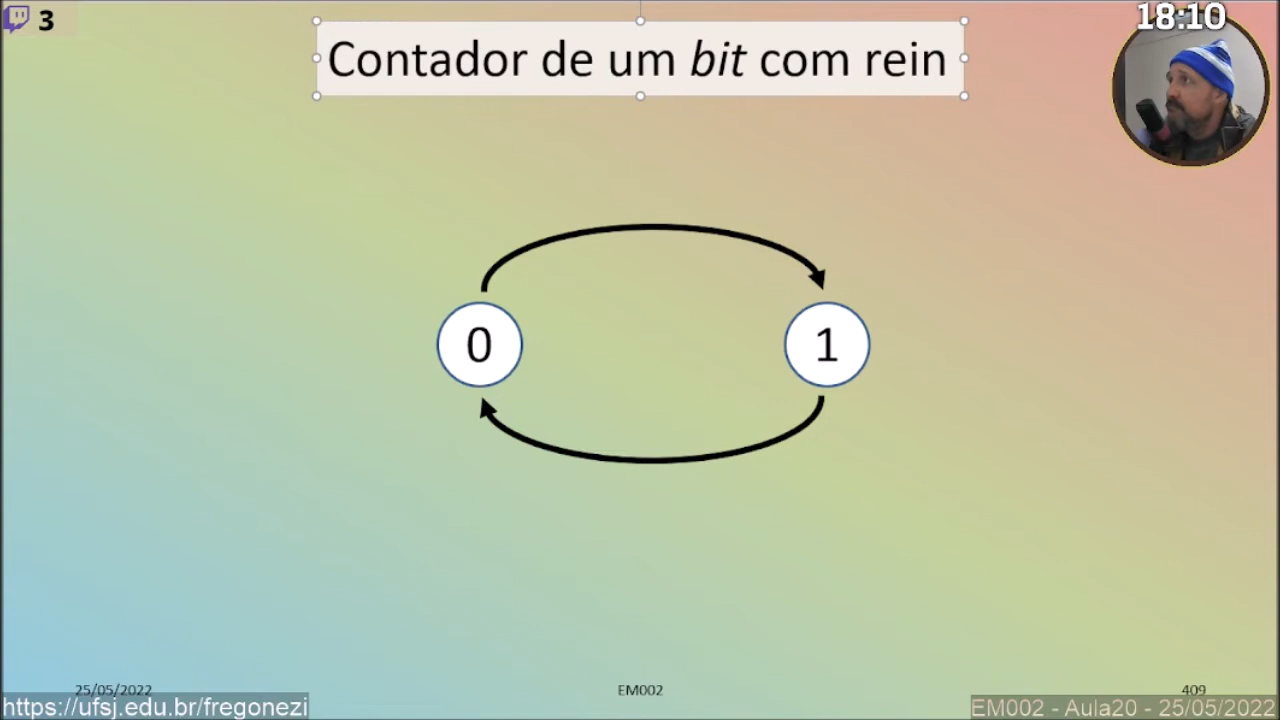 3
18:10
Contador de um bit com rein
0
1
25/05/2022
EM002
409
https://ufsj.edu.br/fregonezi
EM002 - Aula20 - 25/05/2022